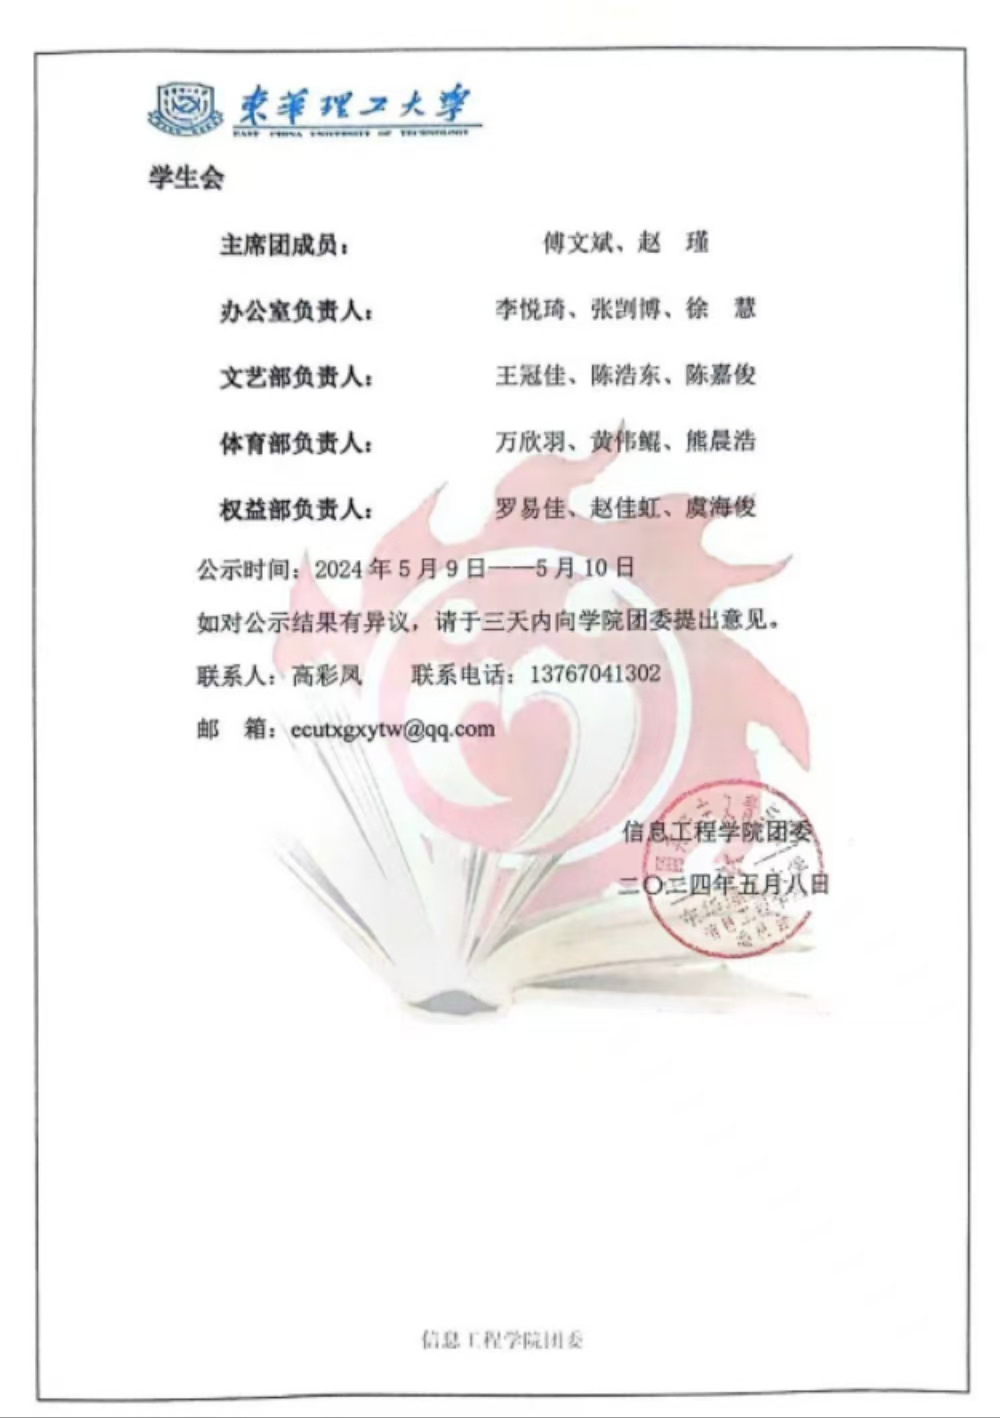 東華理工大學
EAST CHINA UNIVERSITY OF TECHNOLOGY
学生会
主席团成员： 傅文斌、赵 瑾
办公室负责人： 李悦琦、张剀博、徐 慧
文艺部负责人： 王冠佳、陈浩东、陈嘉俊
体育部负责人： 万欣羽、黄伟鲲、熊晨浩
权益部负责人： 罗易佳、赵佳虹、虞海俊
公示时间：2024年5月9日——5月10日
如对公示结果有异议，请于三天内向学院团委提出意见。
联系人：高彩凤 联系电话：13767041302
邮 箱：ecutxgxytw@qq.com
信息工程学院团委
二〇二四年五月八日
信息工程学院团委